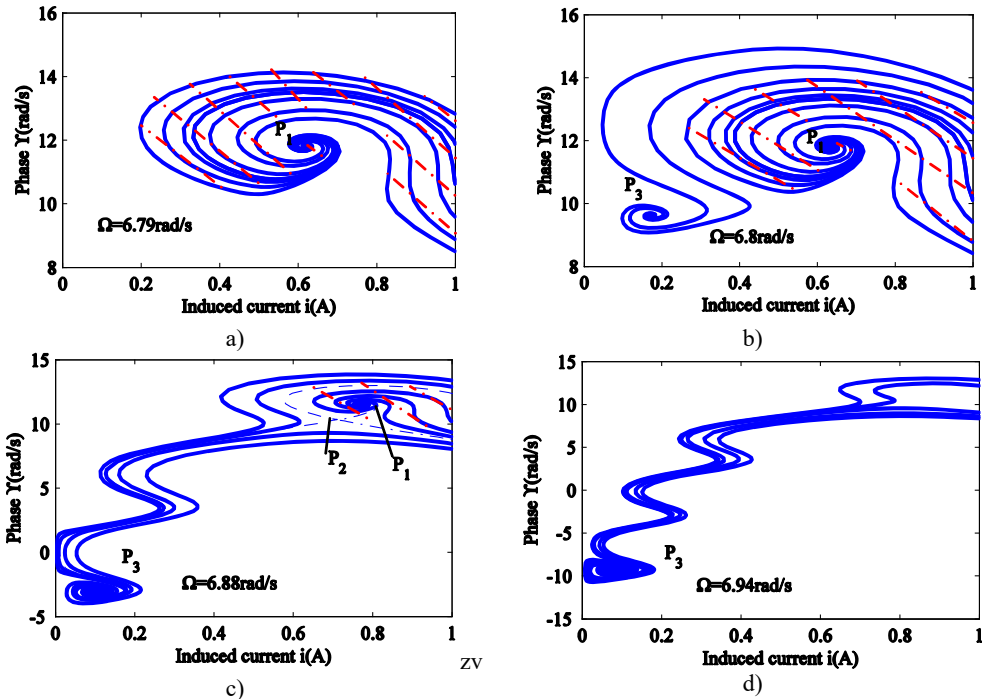 16
14
12
10
8
Phase ϒ(rad/s)
P1
Ω=6.79rad/s
0
0.2
0.4
0.6
0.8
1
Induced current i(A)
a)
16
14
12
10
8
Phase ϒ(rad/s)
P1
P3
Ω=6.8rad/s
0
0.2
0.4
0.6
0.8
1
Induced current i(A)
b)
15
10
5
0
-5
Phase ϒ(rad/s)
P2
P1
P3
Ω=6.88rad/s
0
0.2
0.4
0.6
0.8
1
Induced current i(A)
zv
c)
15
10
5
0
-5
-10
-15
Phase ϒ(rad/s)
P3
Ω=6.94rad/s
0
0.2
0.4
0.6
0.8
1
Induced current i(A)
d)